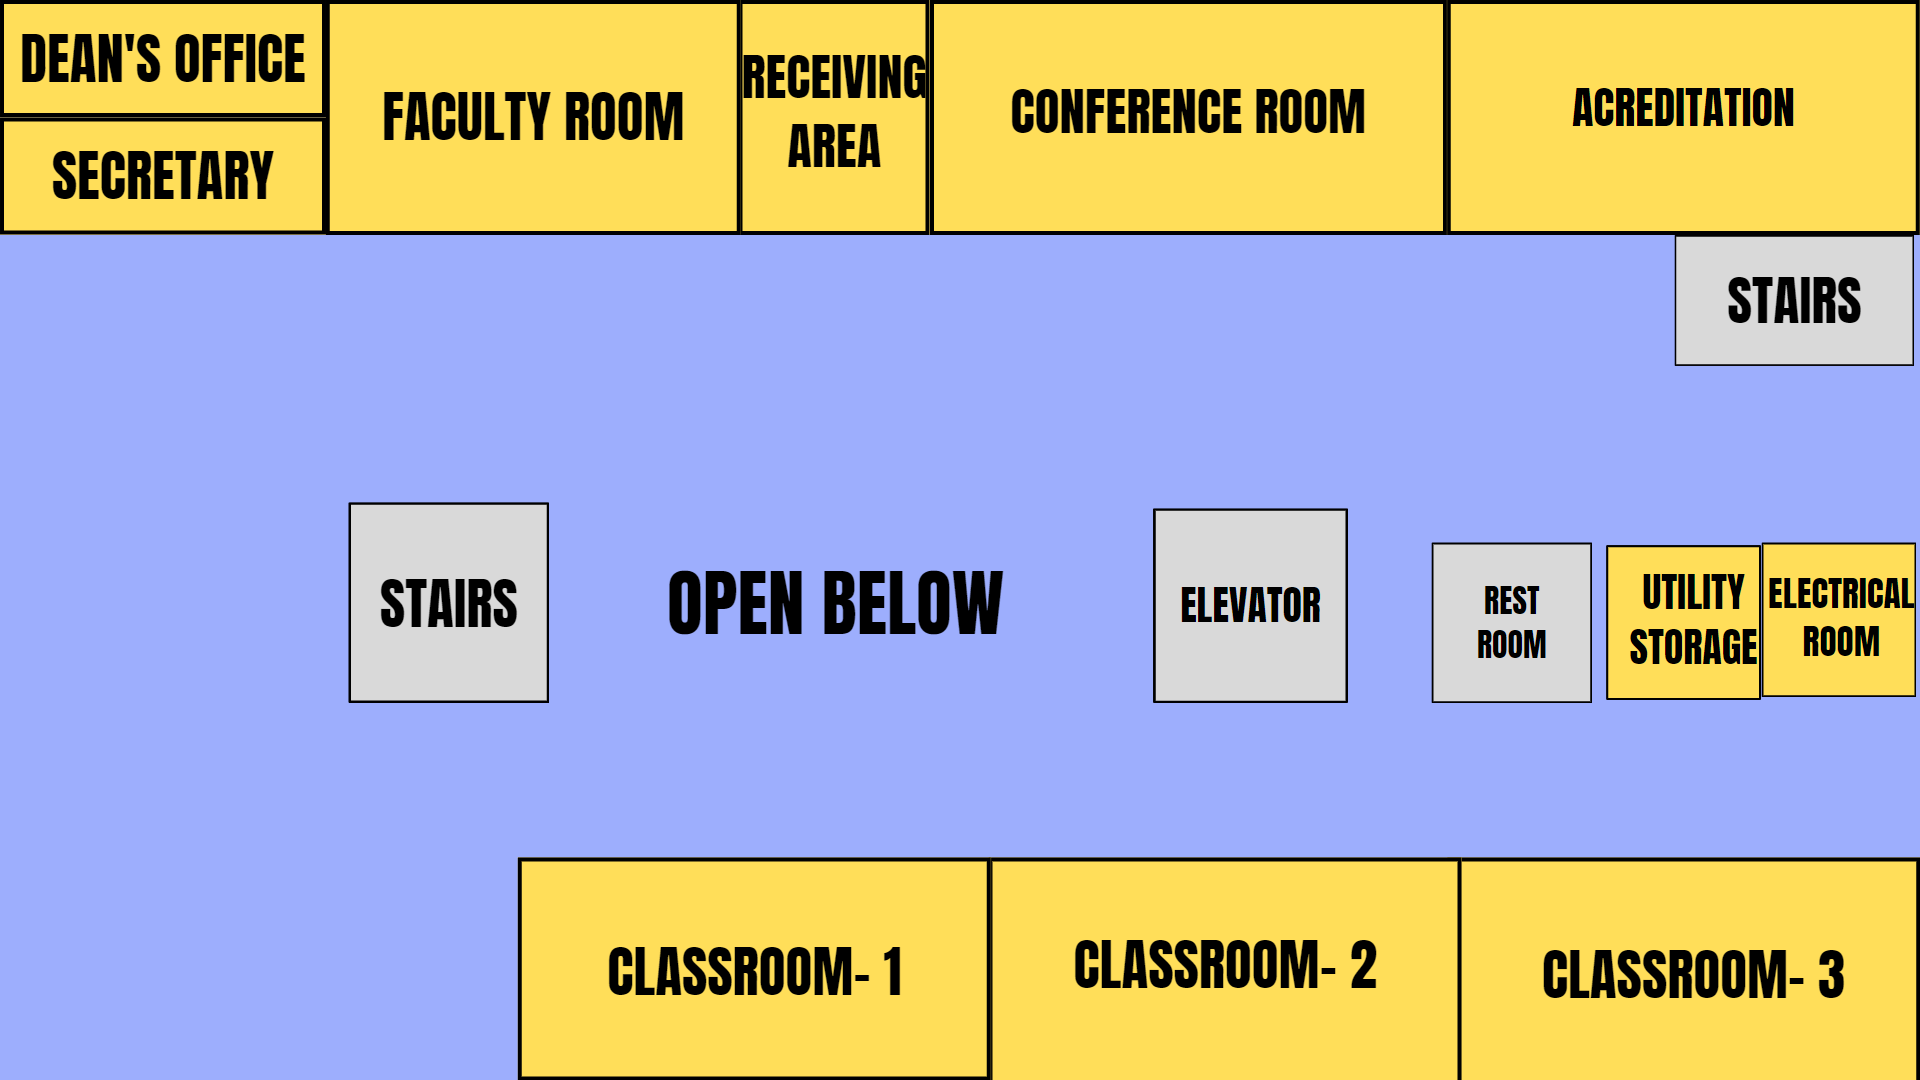 DEAN'S OFFICE
SECRETARY
FACULTY ROOM
RECEIVING
AREA
CONFERENCE ROOM
ACREDITATION
STAIRS
STAIRS
OPEN BELOW
ELEVATOR
REST
ROOM
UTILITY
STORAGE
ELECTRICAL
ROOM
CLASSROOM- 1
CLASSROOM- 2
CLASSROOM- 3